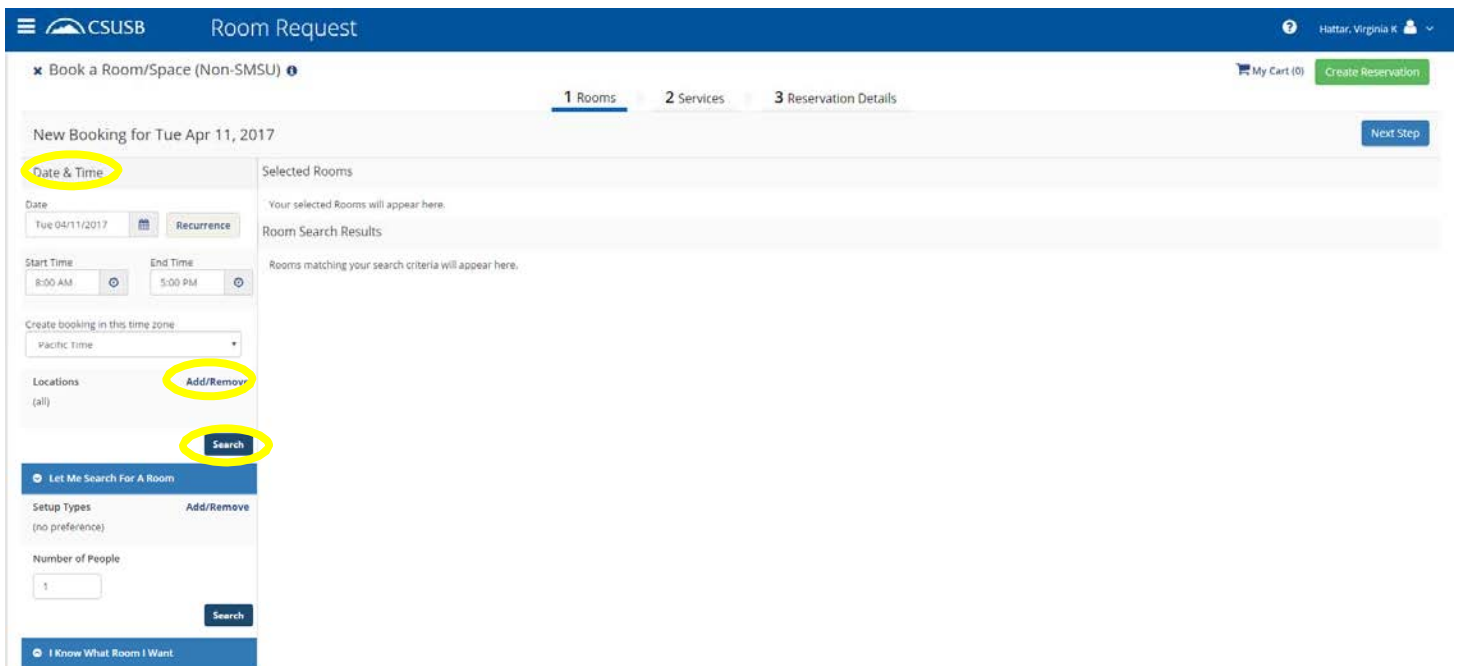 CSUSB Room Request Hattar, Virginia K
Book a Room/Space (Non-SMSU) My Cart (0) Create Reservation
1 Rooms 2 Services 3 Reservation Details
New Booking for Tue Apr 11, 2017 Next Step
Date & Time
Date
Tue 04/11/2017 Recurrence
Start Time End Time
8:00 AM 5:00 PM
Create booking in this time zone
Pacific Time
Locations Add/Remove
(all)
Search
Let Me Search For A Room
Setup Types Add/Remove
(no preference)
Number of People
1
Search
I Know What Room I Want
Selected Rooms
Your selected Rooms will appear here.
Room Search Results
Rooms matching your search criteria will appear here.